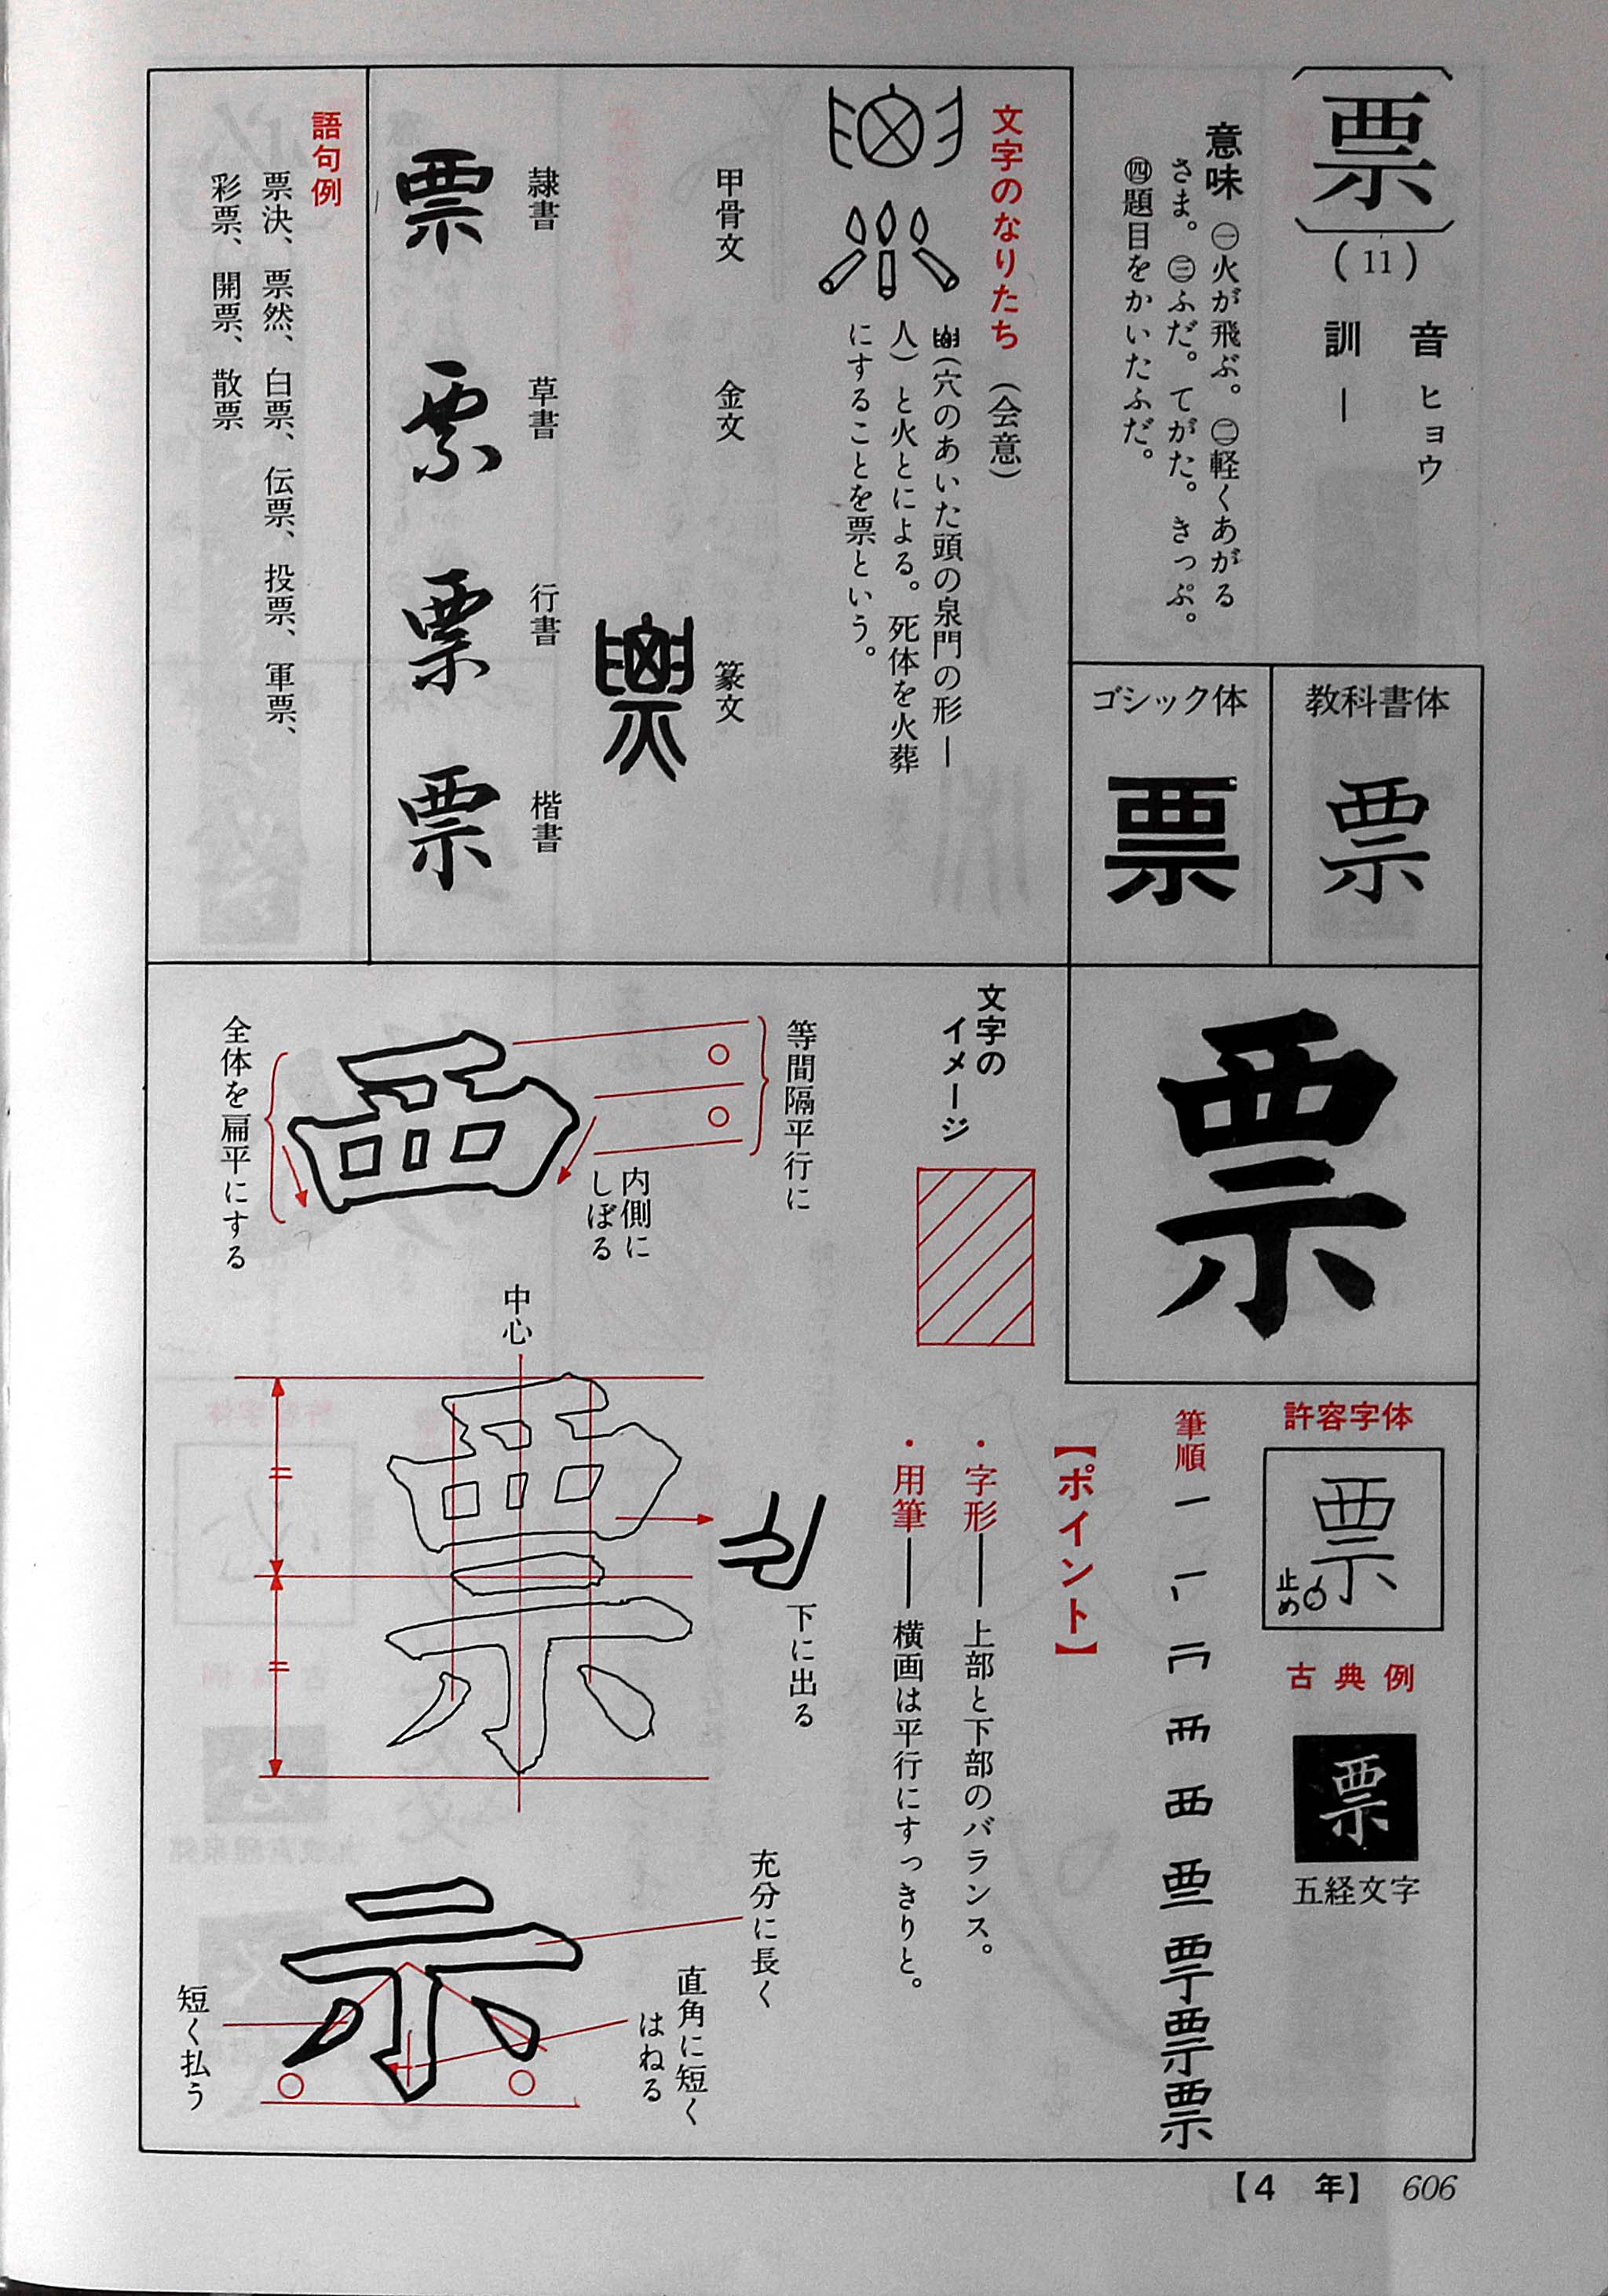 〔票〕(11)
音 ヒョウ
訓 ー
意味 ㊀火が飛ぶ。㊁軽くあがる
さま。㊂ふだ。てがた。きっぷ。
㊃題目をかいたふだ。
教科書体
票
ゴシック体
票
文字のなりたち(会意)
(穴のあいた頭の泉門の形ー
人)と火とによる。死体を火葬
にすることを票という。
甲骨文
金文
篆文
隷書
票
草書
票
行書
票
楷書
票
語句例
票決、票然、白票、伝票、投票、軍票、
彩票、開票、散票
票
許容字体
票
止め
古典例
票
五経文字
筆順
【ポイント】
・字形――上部と下部のバランス。
・用筆――横画は平行にすっきりと。
文字の
イメージ
等間隔平行に
内側に
しぼる
全体を扁平にする
中心
下に出る
充分に長く
直角に短く
はねる
短く払う
【4 年】 606